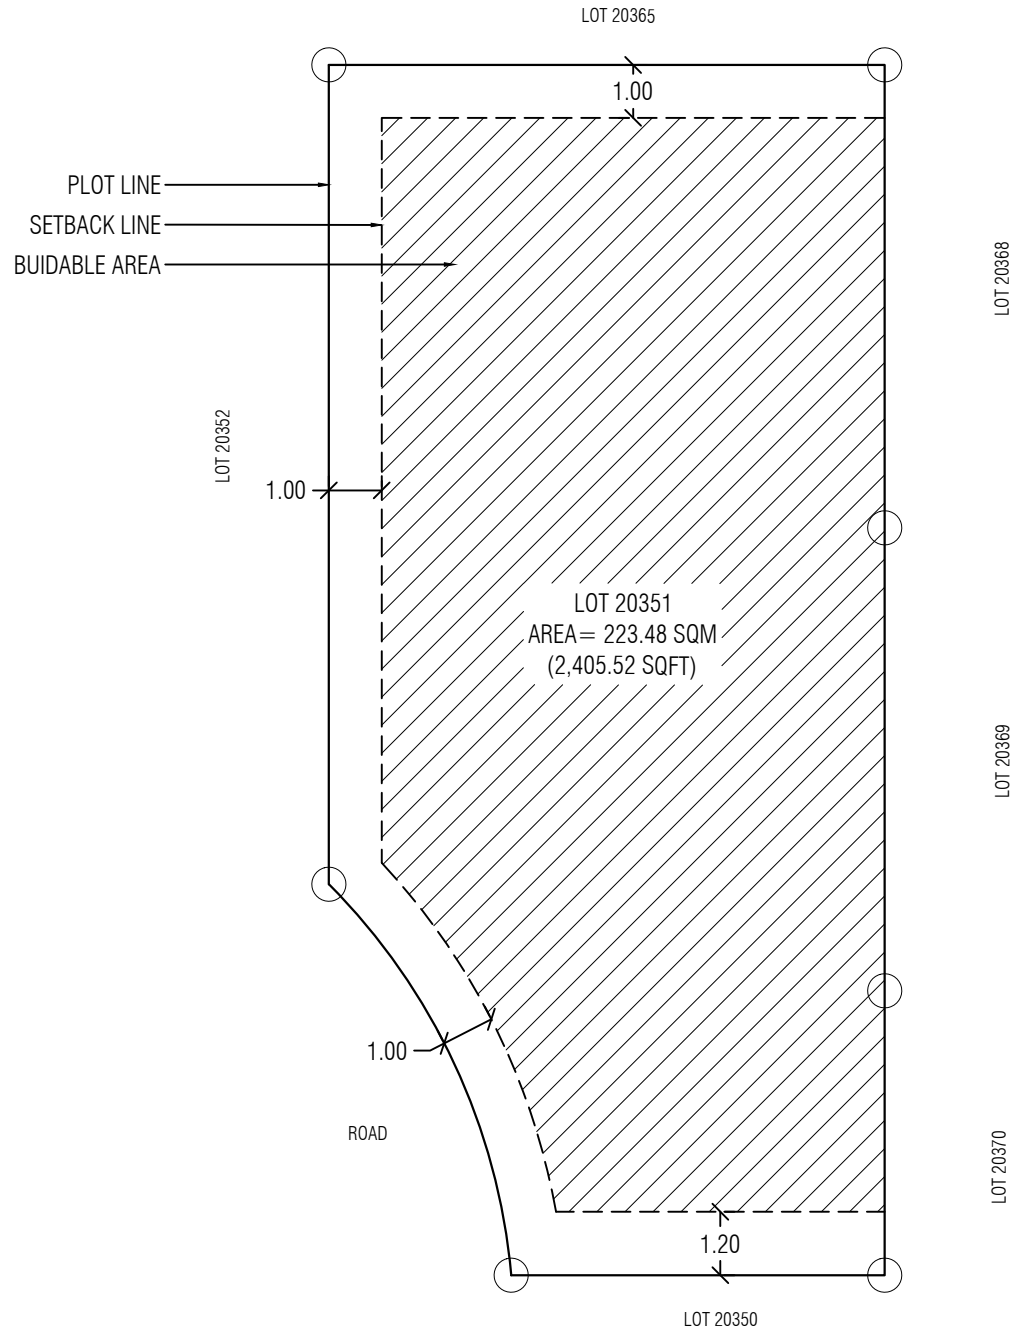 LOT 20365
1.00
PLOT LINE
SETBACK LINE
BUIDABLE AREA
LOT 20368
LOT 20352
1.00
LOT 20351
AREA= 223.48 SQM
(2,405.52 SQFT)
LOT 20369
1.00
ROAD
LOT 20370
1.20
LOT 20350